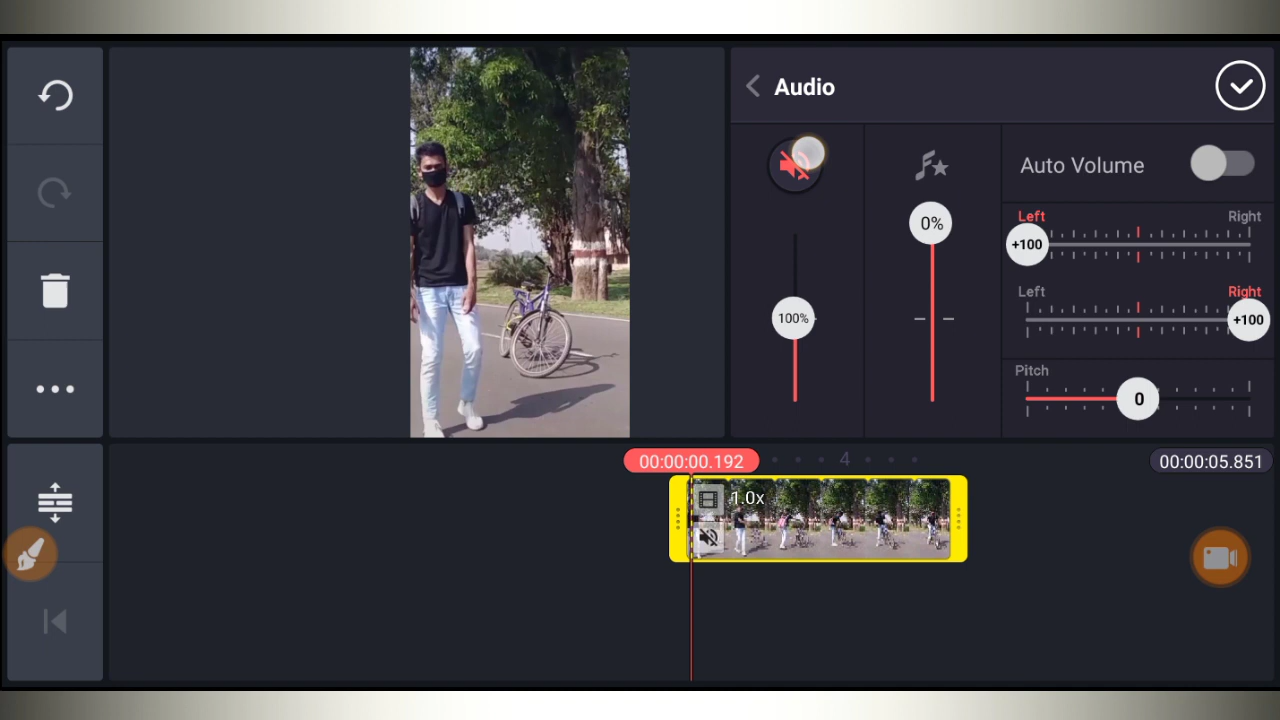 Audio
Auto Volume
0%
Left Right
+100
Left Right
100%
+100
Pitch
0
00:00:00.192
4
00:00:05.851
1.0x